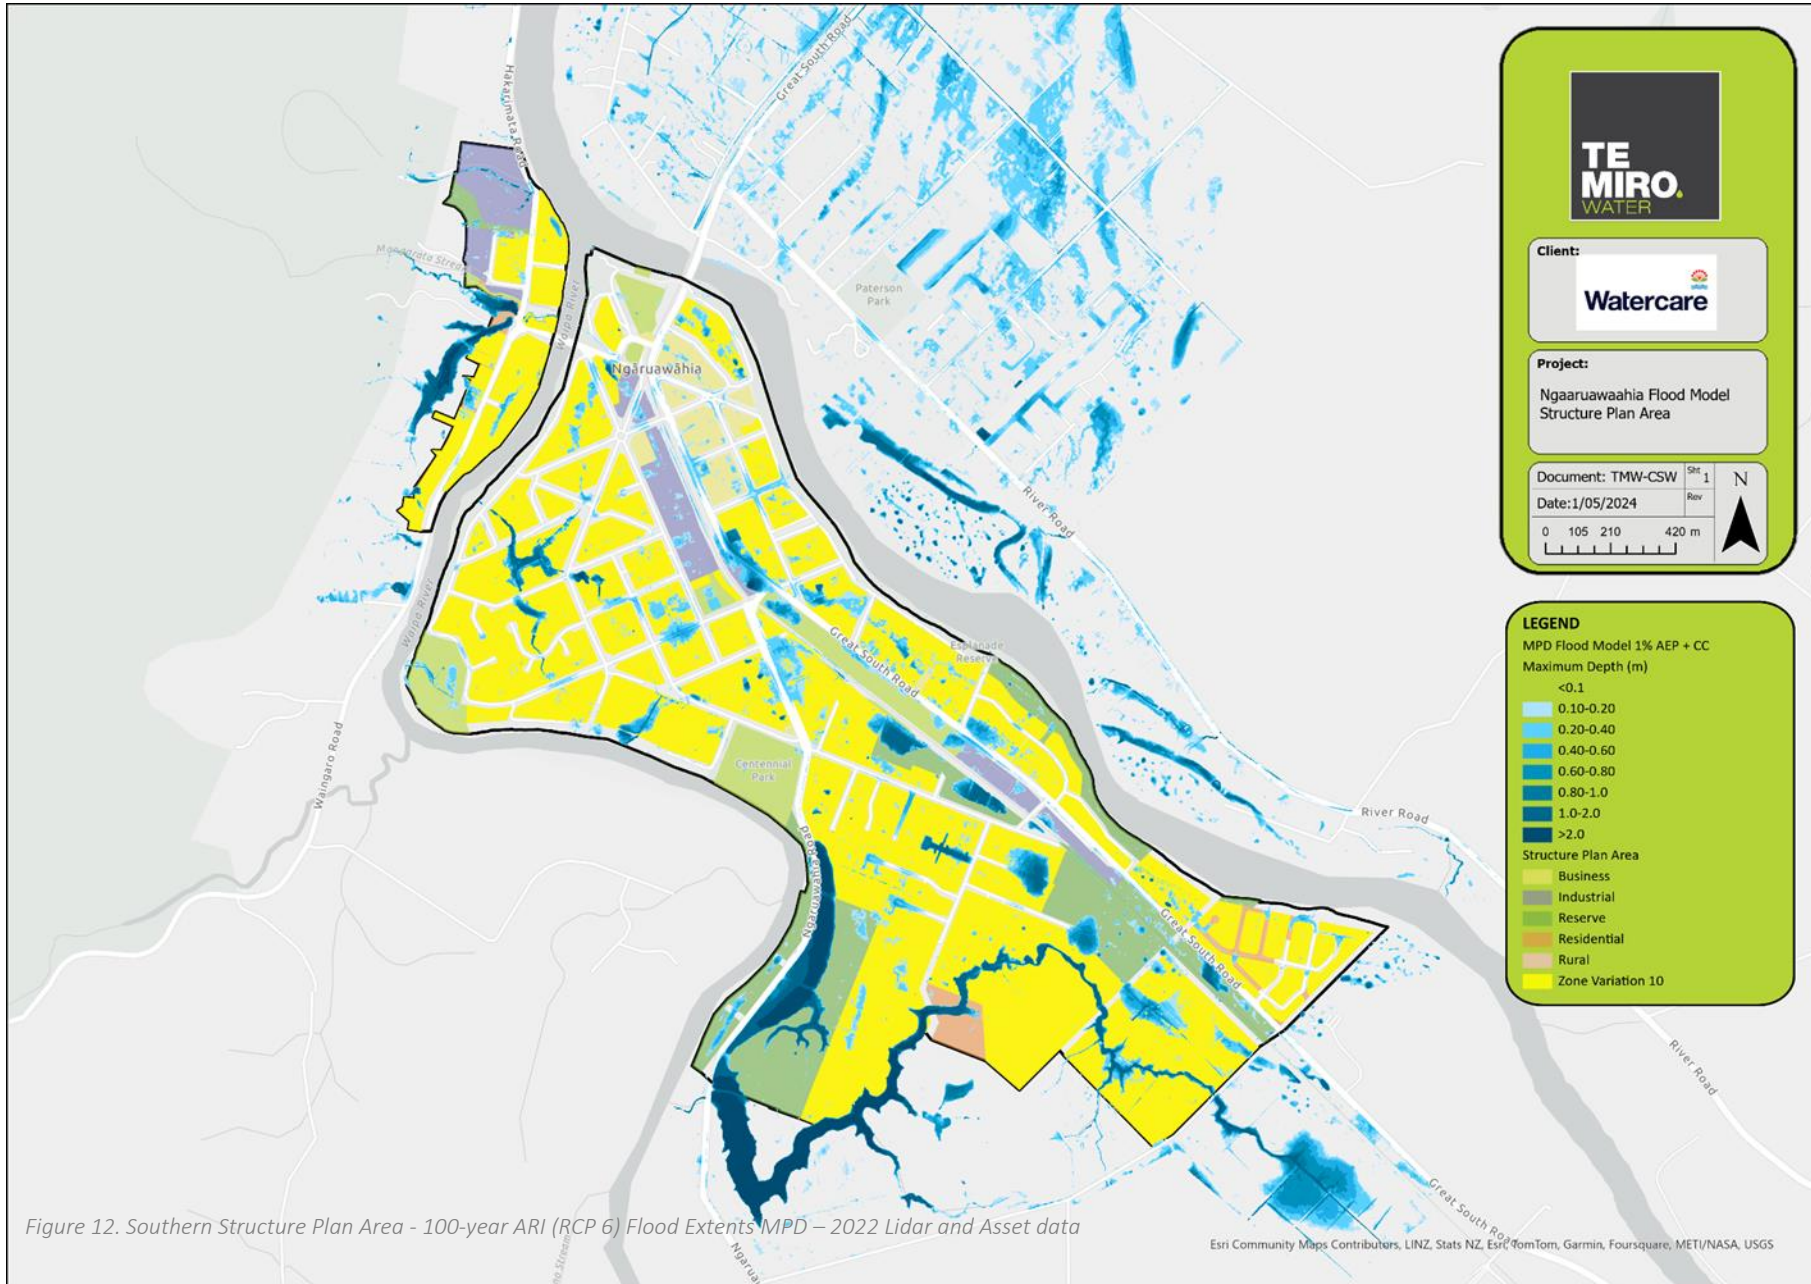 Hakarimata Road
Great South Road
Mangarata Stream
Waipa River
Paterson
Park
Ngāruawāhia
River Road
Waipa River
Great South Road
Esplanade
Reserve
Waingaro Road
Centennial
Park
Ngaruawahia Road
River Road
Great South Road
River Road
Great South Road
Figure 12. Southern Structure Plan Area - 100-year ARI (RCP 6) Flood Extents MPD – 2022 Lidar and Asset data
Esri Community Maps Contributors, LINZ, Stats NZ, Esri, TomTom, Garmin, Foursquare, METI/NASA, USGS
TE
MIRO.
WATER
Client:
Watercare
Project:
Ngaaruawaahia Flood Model
Structure Plan Area
Document: TMW-CSW
Sht 1
N
Date:1/05/2024
Rev
0 105 210 420 m
LEGEND
MPD Flood Model 1% AEP + CC
Maximum Depth (m)
<0.1
0.10-0.20
0.20-0.40
0.40-0.60
0.60-0.80
0.80-1.0
1.0-2.0
>2.0
Structure Plan Area
Business
Industrial
Reserve
Residential
Rural
Zone Variation 10